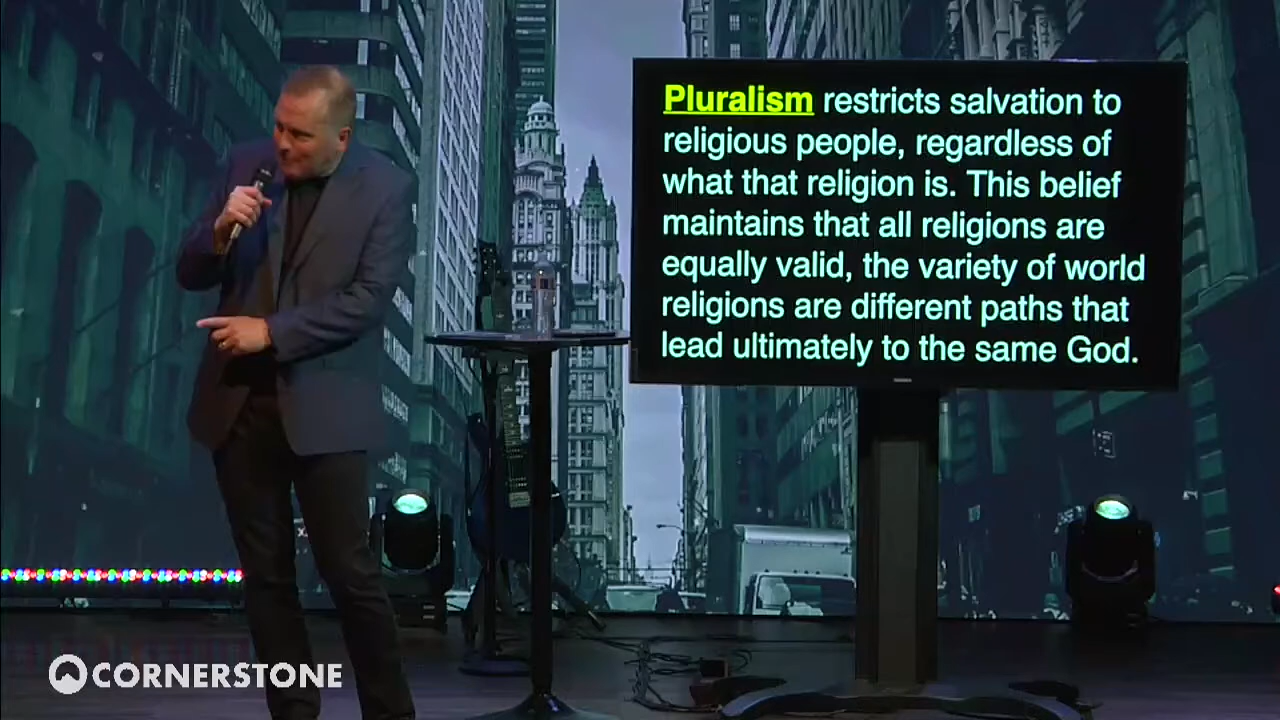 Pluralism restricts salvation to
religious people, regardless of
what that religion is. This belief
maintains that all religions are
equally valid, the variety of world
religions are different paths that
lead ultimately to the same God.
CORNERSTONE